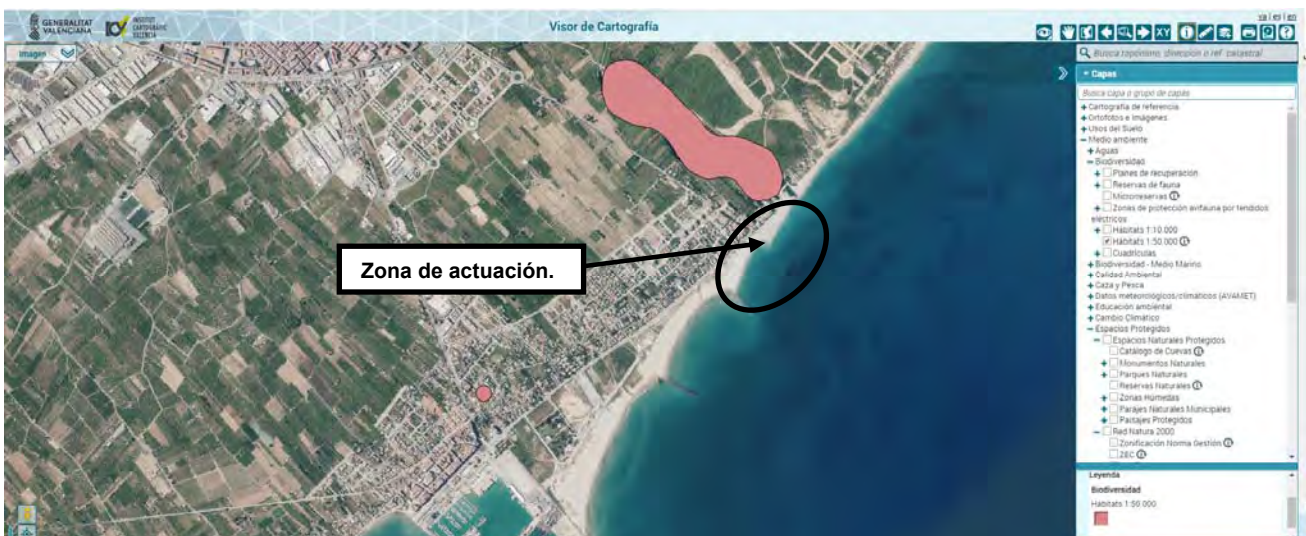 GENERALITAT
VALENCIANA
INSTITUT
CARTOGRÀFIC
VALENCIÀ
Visor de Cartografía
va | es | en
XY
Imagen
Busca topónimo, dirección o ref. catastral
Capas
Busca capa o grupo de capas
Cartografía de referencia
Ortofotos e Imágenes
Usos del Suelo
Medio ambiente
Aguas
Biodiversidad
Planes de recuperación
Reservas de fauna
Microrreservas
Zonas de protección avifauna por tendidos
eléctricos
Hábitats 1:10.000
Hábitats 1:50.000
Cuadrículas
Biodiversidad - Medio Marino
Calidad Ambiental
Caza y Pesca
Datos meteorológicos/climáticos (AVAMET)
Educación ambiental
Cambio Climático
Espacios Protegidos
Espacios Naturales Protegidos
Catálogo de Cuevas
Monumentos Naturales
Parques Naturales
Reservas Naturales
Zonas Húmedas
Parajes Naturales Municipales
Paisajes Protegidos
Red Natura 2000
Zonificación Norma Gestión
ZEC
Leyenda
Biodiversidad
Hábitats 1:50.000
Zona de actuación.